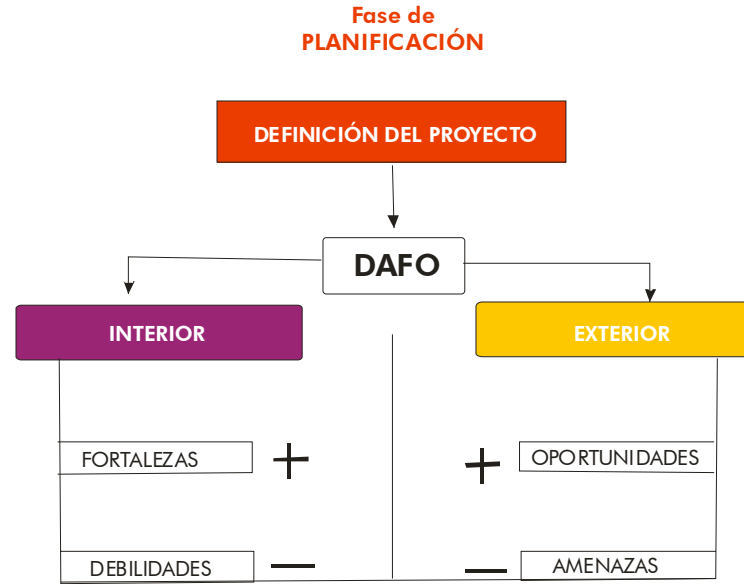 Fase de
PLANIFICACIÓN
DEFINICIÓN DEL PROYECTO
DAFO
INTERIOR
EXTERIOR
FORTALEZAS +
+ OPORTUNIDADES
DEBILIDADES —
— AMENAZAS